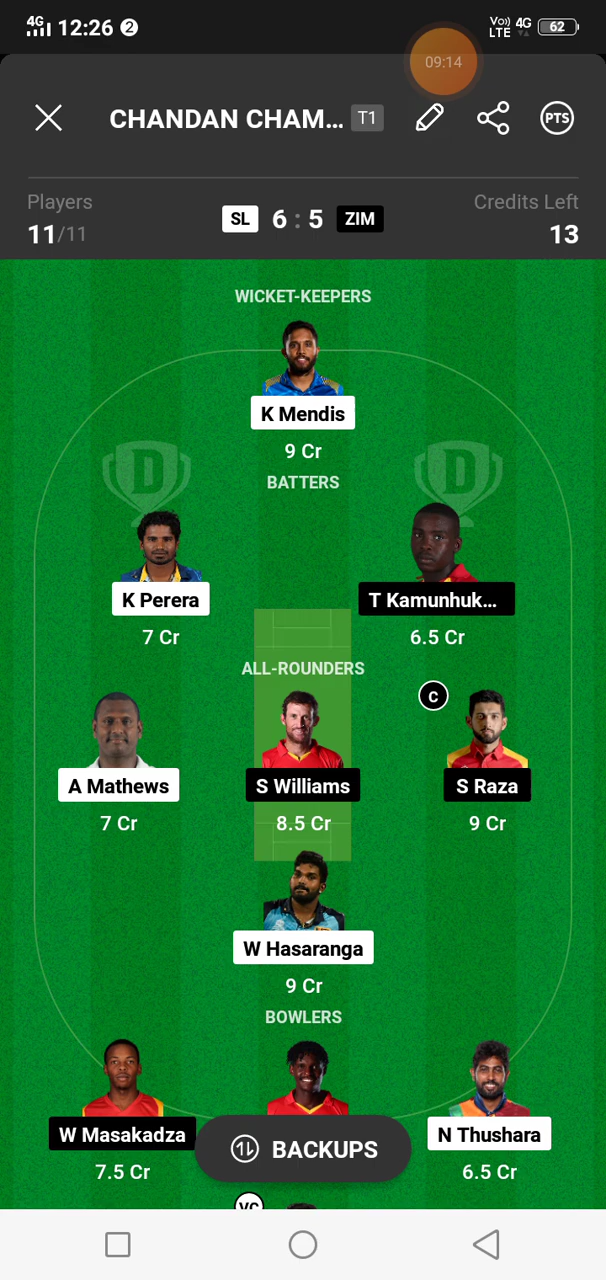 4G 12:26 2 Vo)) LTE 4G 62
09:14
CHANDAN CHAM... T1 PTS
Players Credits Left
11/11 SL 6 : 5 ZIM 13
WICKET-KEEPERS
K Mendis
9 Cr
BATTERS
K Perera T Kamunhuk...
7 Cr 6.5 Cr
ALL-ROUNDERS
C
A Mathews S Williams S Raza
7 Cr 8.5 Cr 9 Cr
W Hasaranga
9 Cr
BOWLERS
W Masakadza N Thushara
BACKUPS
7.5 Cr 6.5 Cr
VC